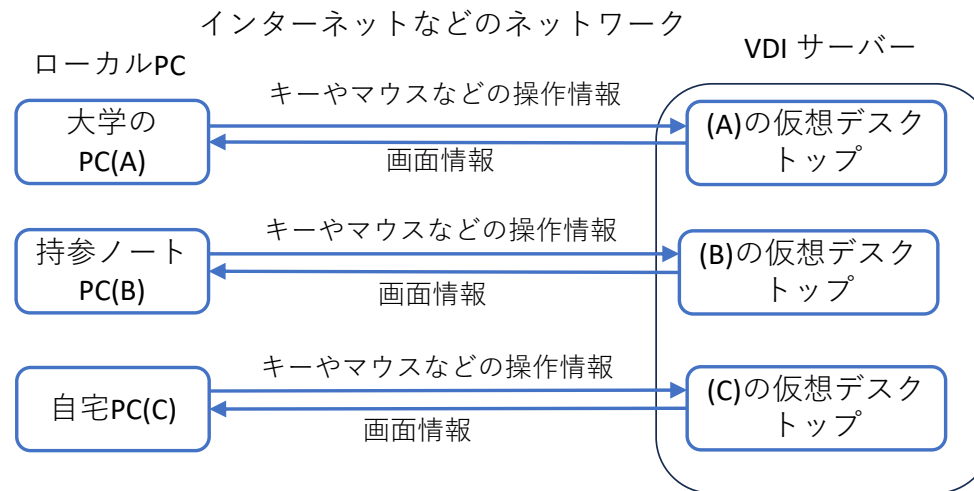 インターネットなどのネットワーク
ローカルPC
VDI サーバー
キーやマウスなどの操作情報
大学の
PC(A)
画面情報
(A)の仮想デスク
トップ
キーやマウスなどの操作情報
持参ノート
PC(B)
画面情報
(B)の仮想デスク
トップ
キーやマウスなどの操作情報
自宅PC(C)
画面情報
(C)の仮想デスク
トップ